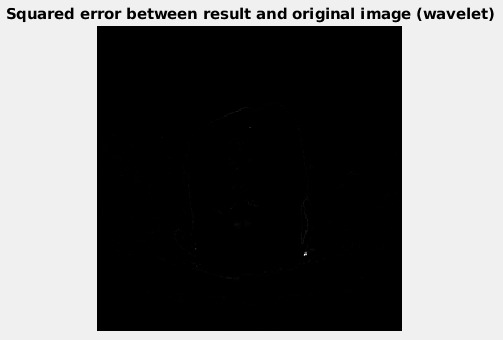 Squared error between result and original image (wavelet)